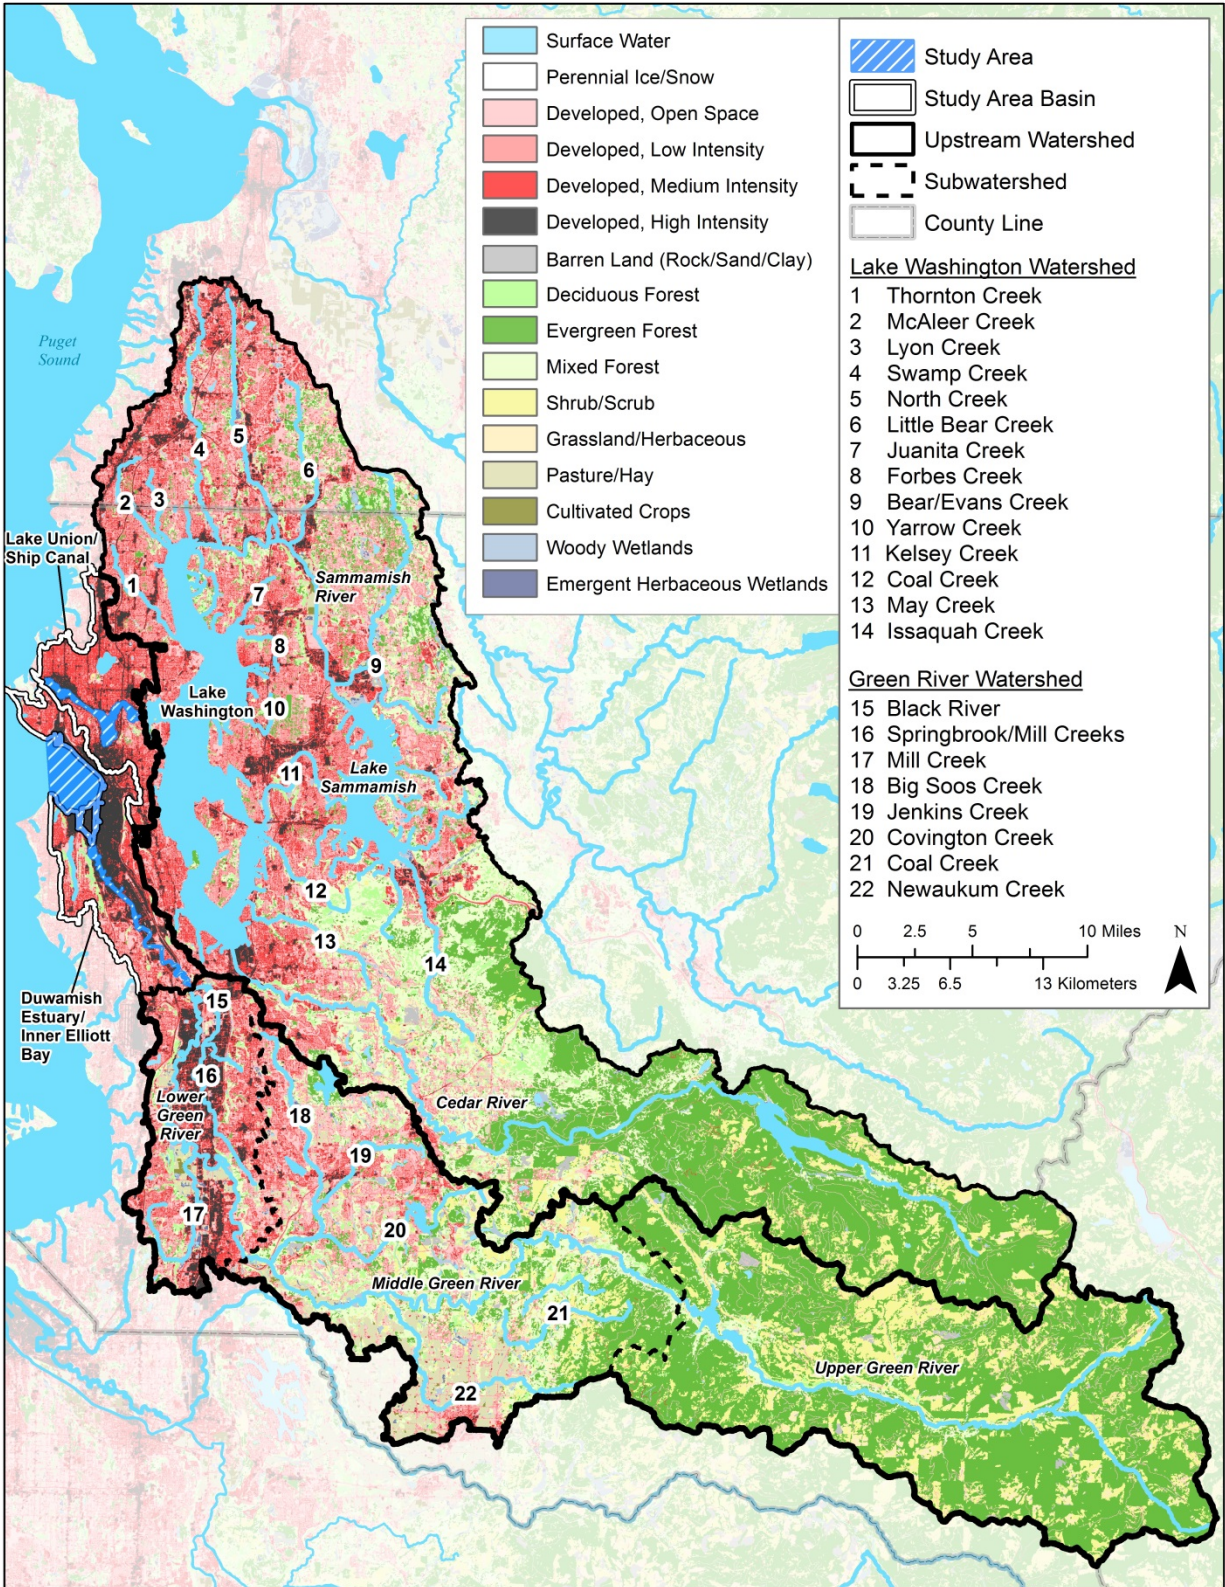 Surface Water
Perennial Ice/Snow
Developed, Open Space
Developed, Low Intensity
Developed, Medium Intensity
Developed, High Intensity
Barren Land (Rock/Sand/Clay)
Deciduous Forest
Evergreen Forest
Mixed Forest
Shrub/Scrub
Grassland/Herbaceous
Pasture/Hay
Cultivated Crops
Woody Wetlands
Emergent Herbaceous Wetlands
Study Area
Study Area Basin
Upstream Watershed
Subwatershed
County Line
Lake Washington Watershed
1 Thornton Creek
2 McAleer Creek
3 Lyon Creek
4 Swamp Creek
5 North Creek
6 Little Bear Creek
7 Juanita Creek
8 Forbes Creek
9 Bear/Evans Creek
10 Yarrow Creek
11 Kelsey Creek
12 Coal Creek
13 May Creek
14 Issaquah Creek
Green River Watershed
15 Black River
16 Springbrook/Mill Creeks
17 Mill Creek
18 Big Soos Creek
19 Jenkins Creek
20 Covington Creek
21 Coal Creek
22 Newaukum Creek
0 2.5 5 10 Miles
0 3.25 6.5 13 Kilometers
N
Puget
Sound
4
5
6
2
3
Lake Union/
Ship Canal
1
7
Sammamish
River
8
9
Lake
Washington
10
11
Lake
Sammamish
12
13
14
Duwamish
Estuary/
Inner Elliott
Bay
15
16
Lower
Green
River
18
Cedar River
19
17
20
Middle Green River
21
Upper Green River
22